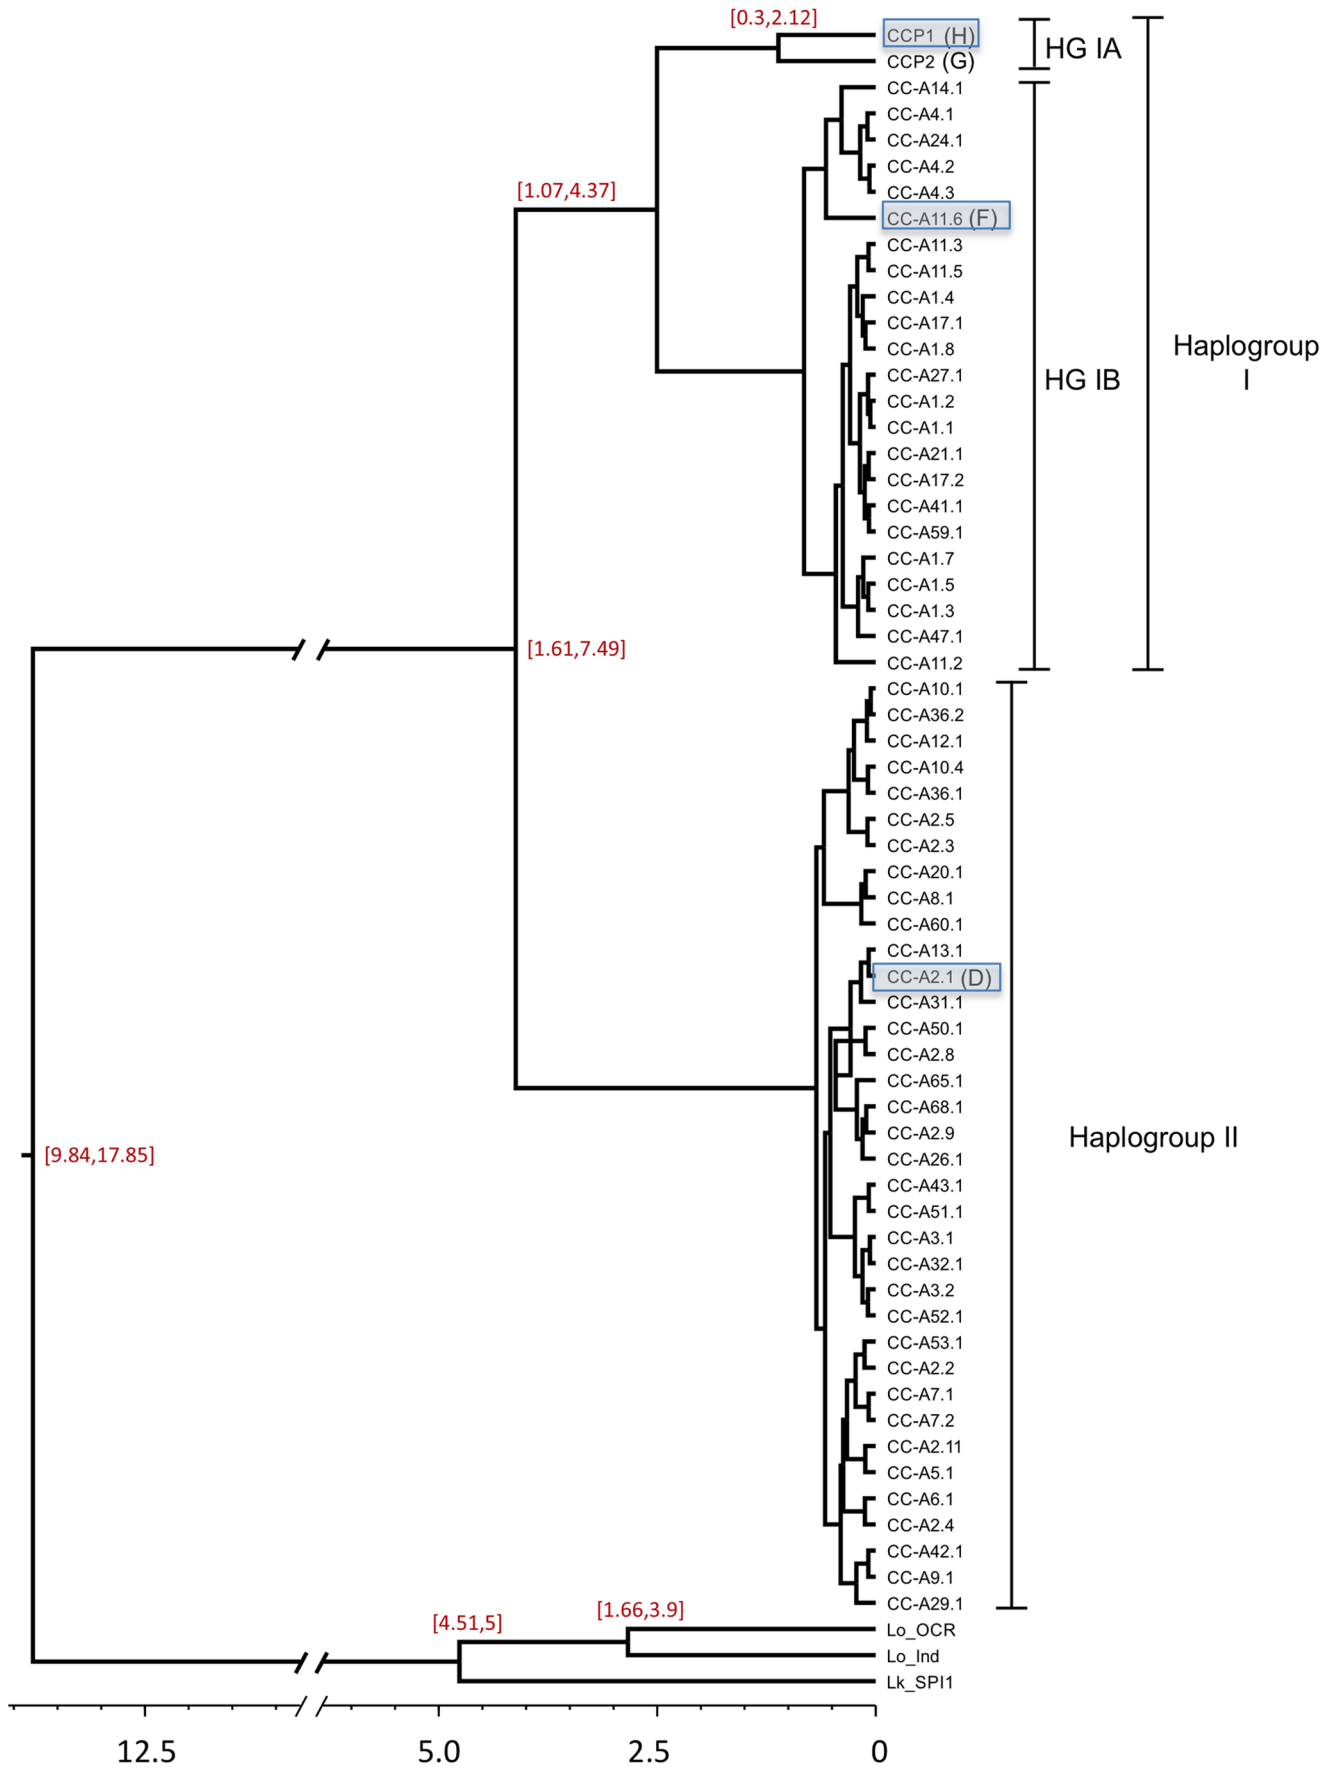 [0.3,2.12]
CCP1 (H)
CCP2 (G)
HG IA
CC-A14.1
CC-A4.1
CC-A24.1
CC-A4.2
[1.07,4.37]
CC-A4.3
CC-A11.6 (F)
CC-A11.3
CC-A11.5
CC-A1.4
CC-A17.1
CC-A1.8
Haplogroup
I
CC-A27.1
HG IB
CC-A1.2
CC-A1.1
CC-A21.1
CC-A17.2
CC-A41.1
CC-A59.1
CC-A1.7
CC-A1.5
CC-A1.3
CC-A47.1
[1.61,7.49]
CC-A11.2
CC-A10.1
CC-A36.2
CC-A12.1
CC-A10.4
CC-A36.1
CC-A2.5
CC-A2.3
CC-A20.1
CC-A8.1
CC-A60.1
CC-A13.1
CC-A2.1 (D)
CC-A31.1
CC-A50.1
CC-A2.8
CC-A65.1
CC-A68.1
CC-A2.9
Haplogroup II
[9.84,17.85]
CC-A26.1
CC-A43.1
CC-A51.1
CC-A3.1
CC-A32.1
CC-A3.2
CC-A52.1
CC-A53.1
CC-A2.2
CC-A7.1
CC-A7.2
CC-A2.11
CC-A5.1
CC-A6.1
CC-A2.4
CC-A42.1
CC-A9.1
CC-A29.1
[1.66,3.9]
[4.51,5]
Lo_OCR
Lo_Ind
Lk_SPI1
12.5 5.0 2.5 0